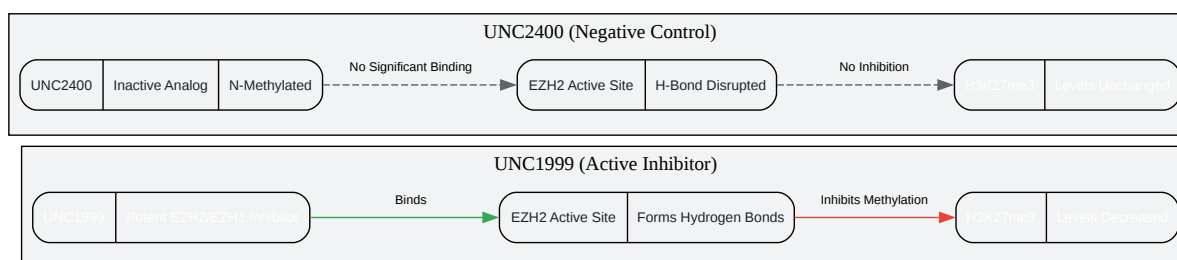 UNC2400 (Negative Control)
UNC2400 Inactive Analog N-Methylated No Significant Binding EZH2 Active Site H-Bond Disrupted No Inhibition H3K27me3 Levels Unchanged
UNC1999 (Active Inhibitor)
UNC1999 Potent EZH2/EZH1 Inhibitor Binds EZH2 Active Site Forms Hydrogen Bonds Inhibits Methylation H3K27me3 Levels Decreased